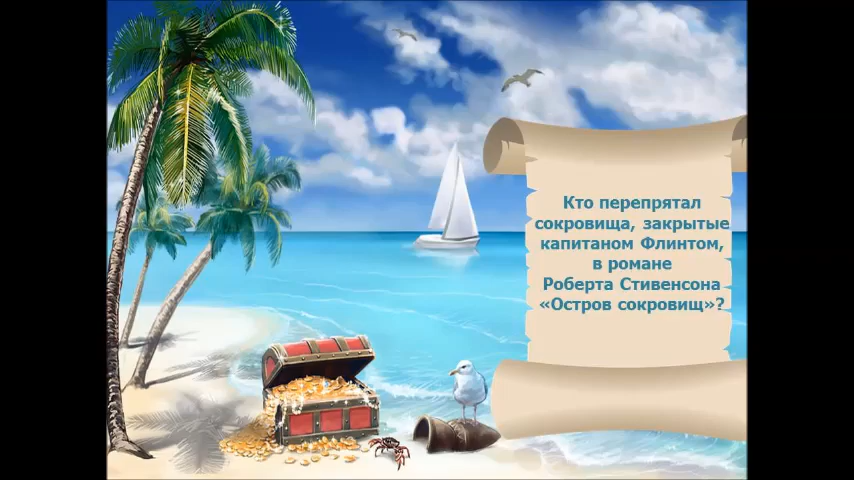 Кто перепрятал
сокровища, закрытые
капитаном Флинтом,
в романе
Роберта Стивенсона
«Остров сокровищ»?